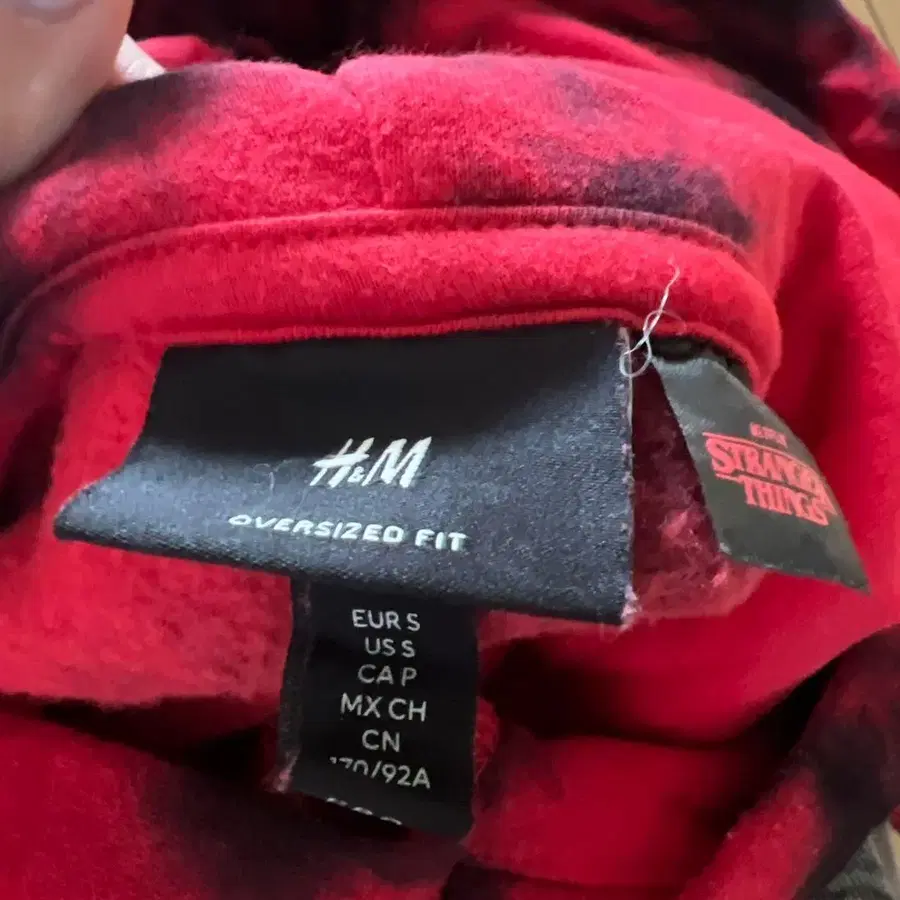 H&M
OVERSIZED FIT
EUR S
US S
CA P
MX CH
CN
170/92A
STRANGER
THINGS